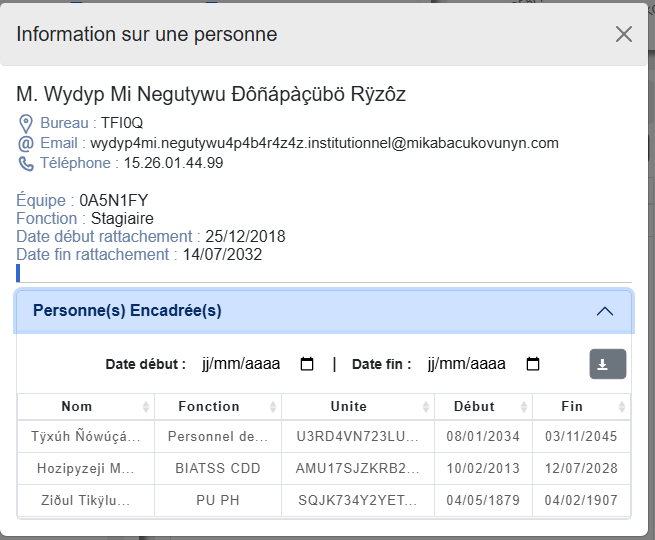 Information sur une personne
M. Wydyp Mi Negutywu Ðôñápàçübö Rÿzôz
Bureau : TFI0Q
Email : wydyp4mi.negutywu4p4b4r4z4z.institutionnel@mikabacukovunyn.com
Téléphone : 15.26.01.44.99
Équipe : 0A5N1FY
Fonction : Stagiaire
Date début rattachement : 25/12/2018
Date fin rattachement : 14/07/2032
Personne(s) Encadrée(s)
Date début : jj/mm/aaaa | Date fin : jj/mm/aaaa
Nom Fonction Unite Début Fin
Tÿxúh Ñówúçá... Personnel de... U3RD4VN723LU... 08/01/2034 03/11/2045
Hozipyzeji M... BIATSS CDD AMU17SJZKRB2... 10/02/2013 12/07/2028
Ziðul Tikÿlu... PU PH SQJK734Y2YET... 04/05/1879 04/02/1907